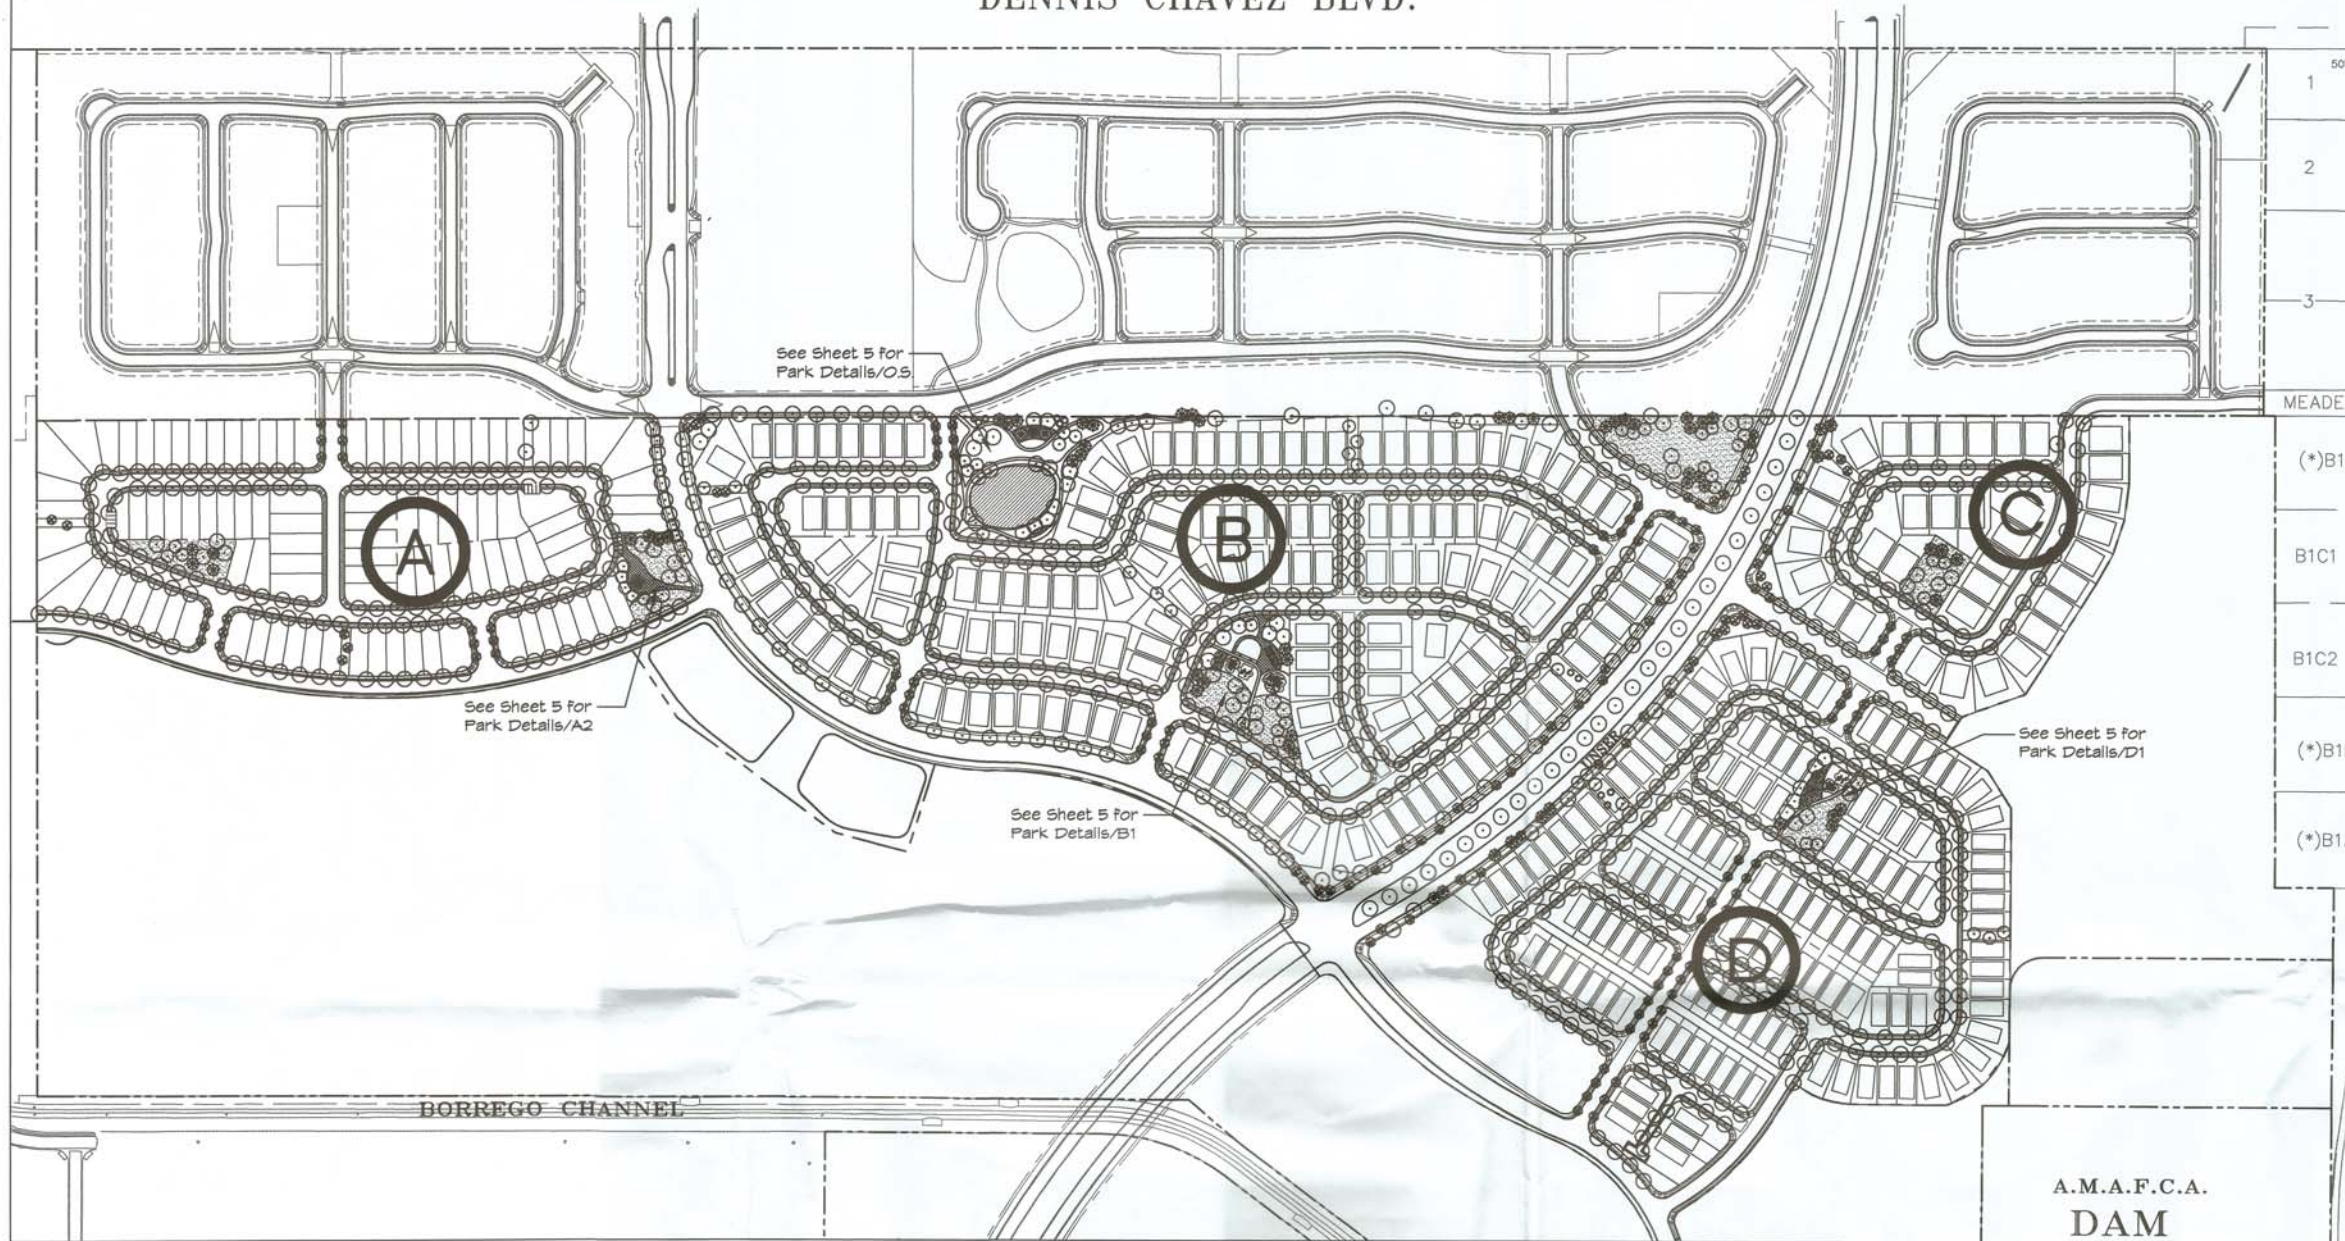 DENNIS CHAVEZ BLVD.
1
2
3
See Sheet 5 for
Park Details/O.S.
MEADE
(*)B1
A
B
C
B1C1
B1C2
See Sheet 5 for
Park Details/A2
See Sheet 5 for
Park Details/D1
(*)B1
See Sheet 5 for
Park Details/B1
(*)B1
D
BORREGO CHANNEL
A.M.A.F.C.A.
DAM